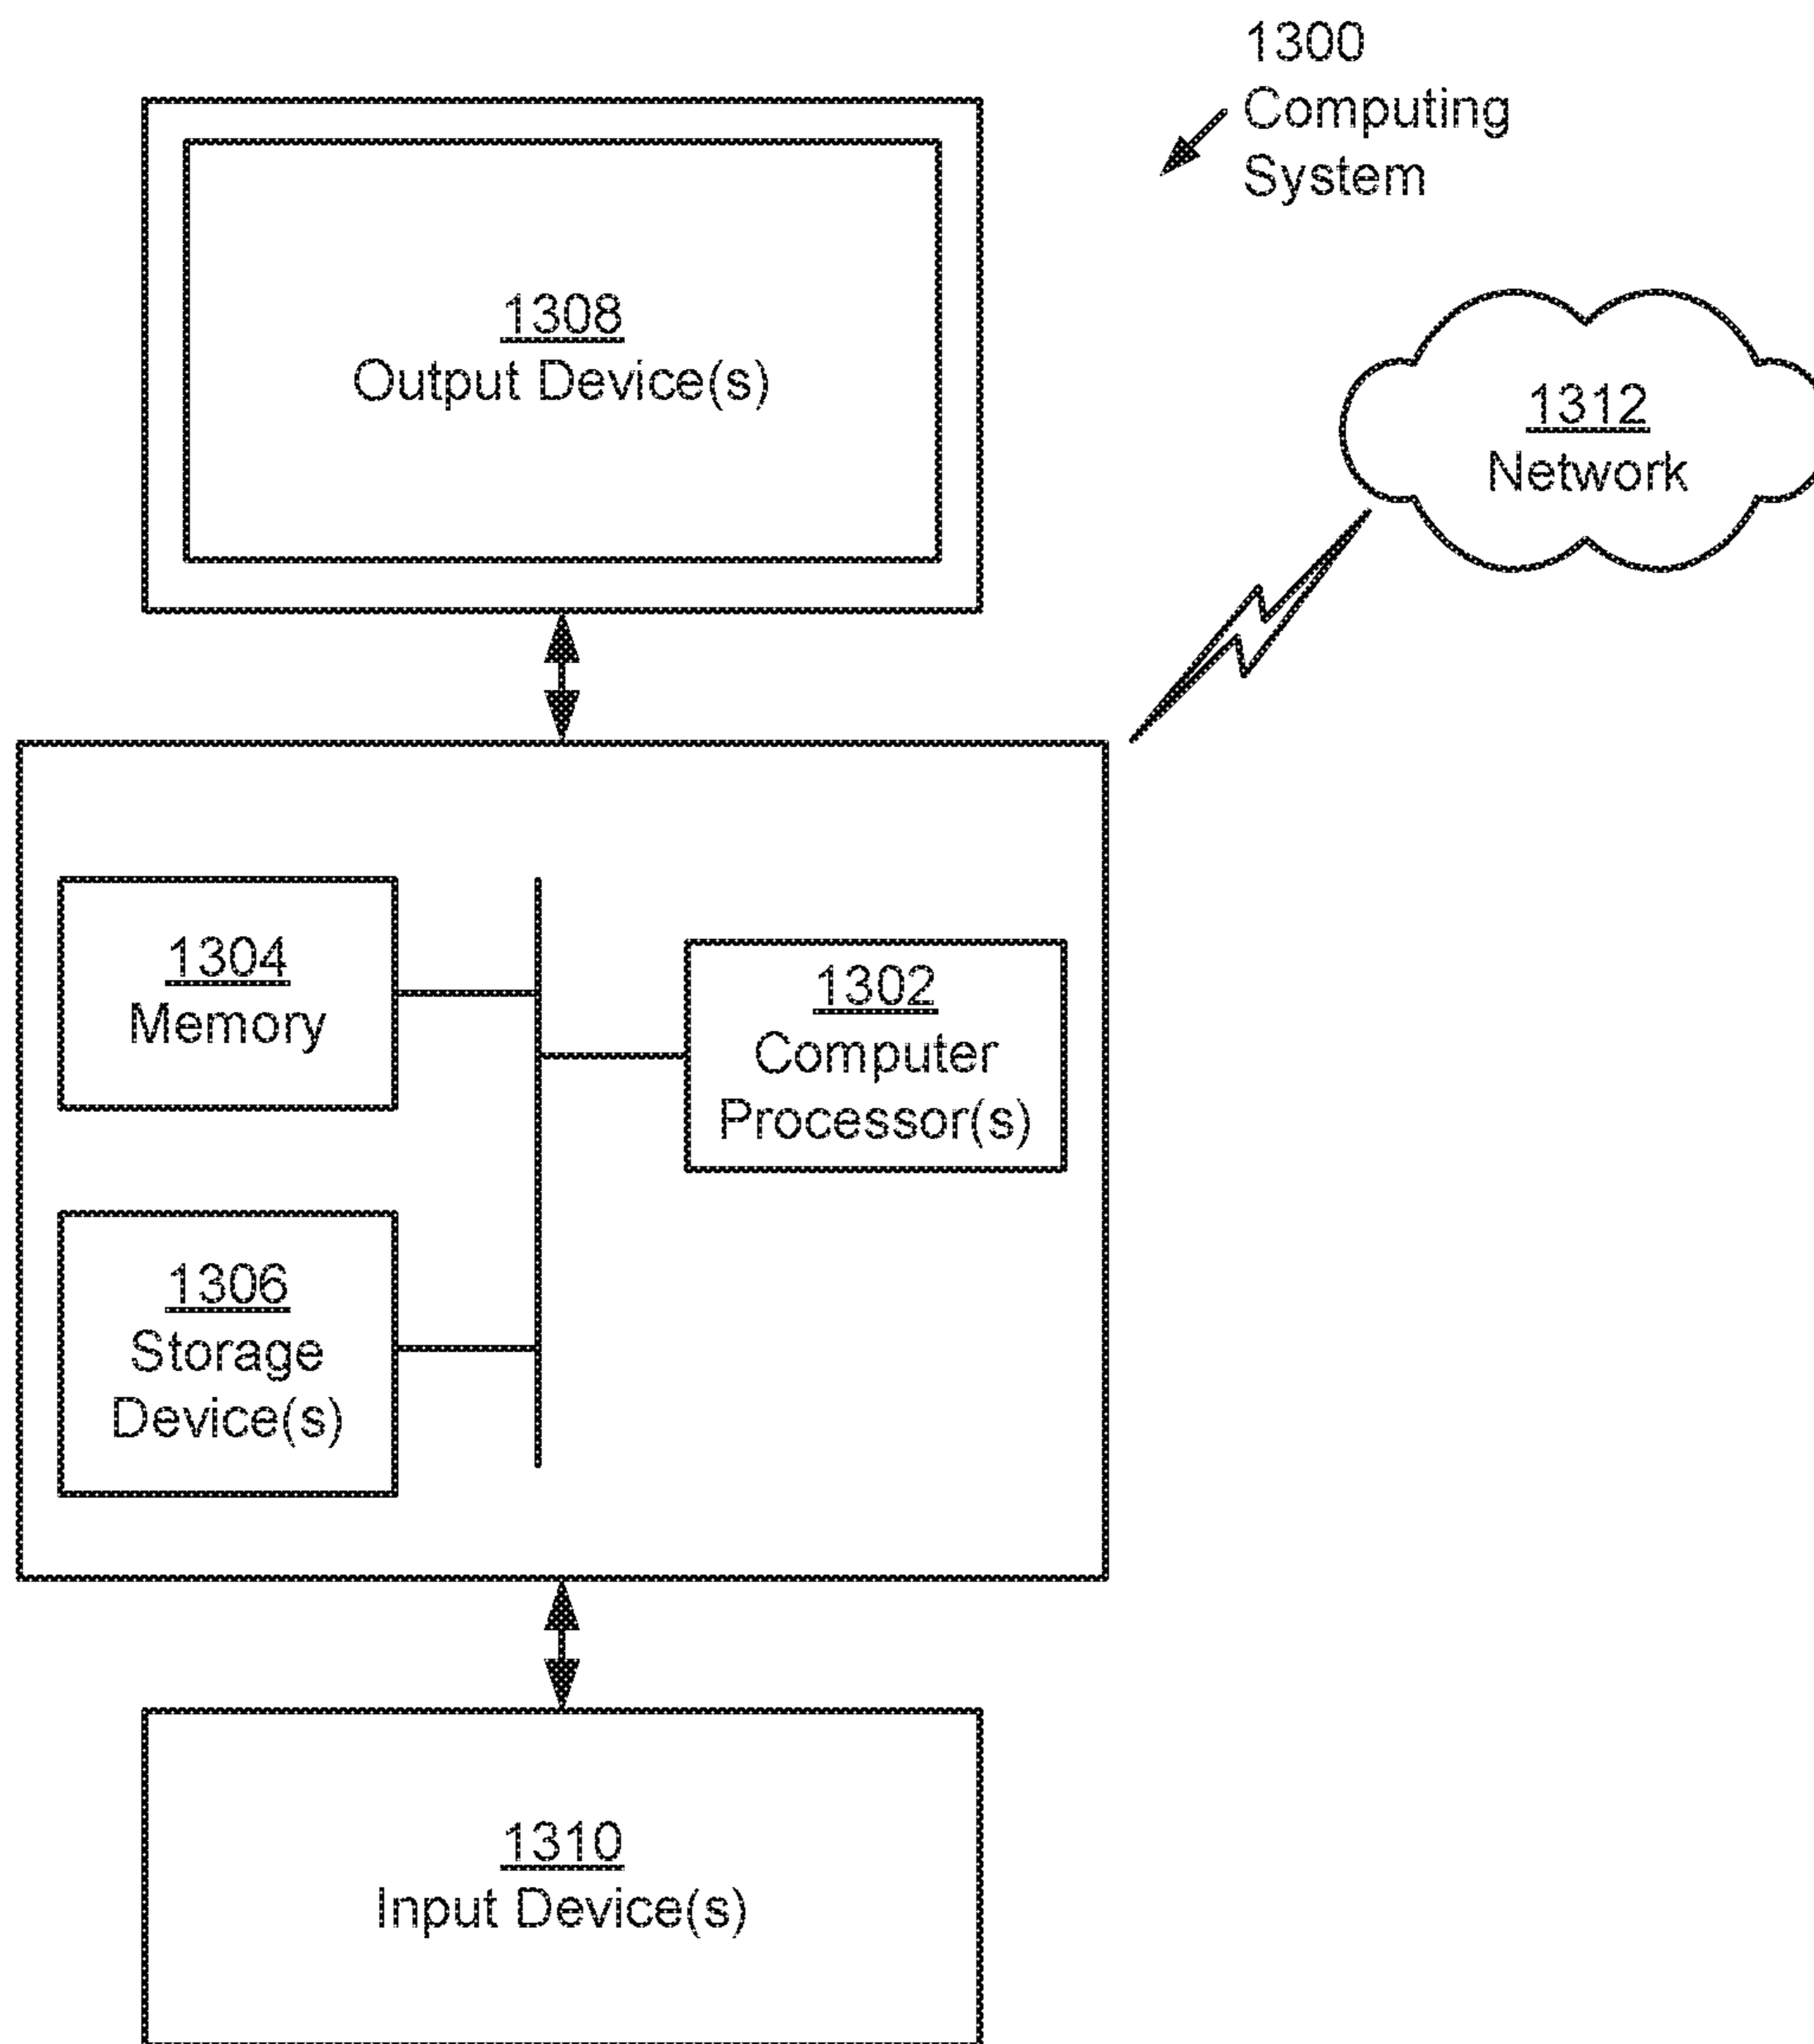 1300
Computing
System
1308
Output Device(s)
1312
Network
1304
Memory
1302
Computer
Processor(s)
1306
Storage
Device(s)
1310
Input Device(s)